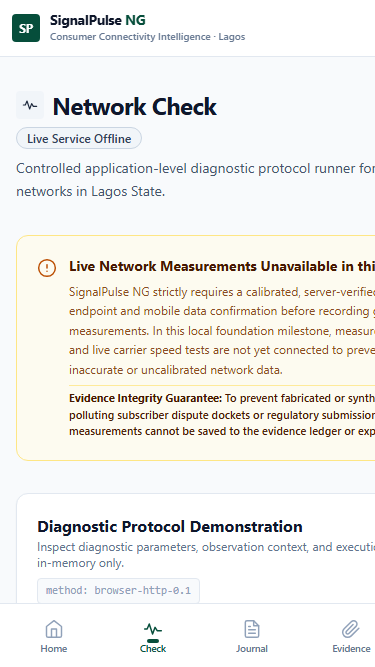 SP
SignalPulse NG
Consumer Connectivity Intelligence · Lagos
Network Check
Live Service Offline
Controlled application-level diagnostic protocol runner for
networks in Lagos State.
Live Network Measurements Unavailable in thi
SignalPulse NG strictly requires a calibrated, server-verifie
endpoint and mobile data confirmation before recording g
measurements. In this local foundation milestone, measur
and live carrier speed tests are not yet connected to preve
inaccurate or uncalibrated network data.
Evidence Integrity Guarantee: To prevent fabricated or synth
polluting subscriber dispute dockets or regulatory submission
measurements cannot be saved to the evidence ledger or exp
Diagnostic Protocol Demonstration
Inspect diagnostic parameters, observation context, and executi
in-memory only.
method: browser-http-0.1
Home
Check
Journal
Evidence